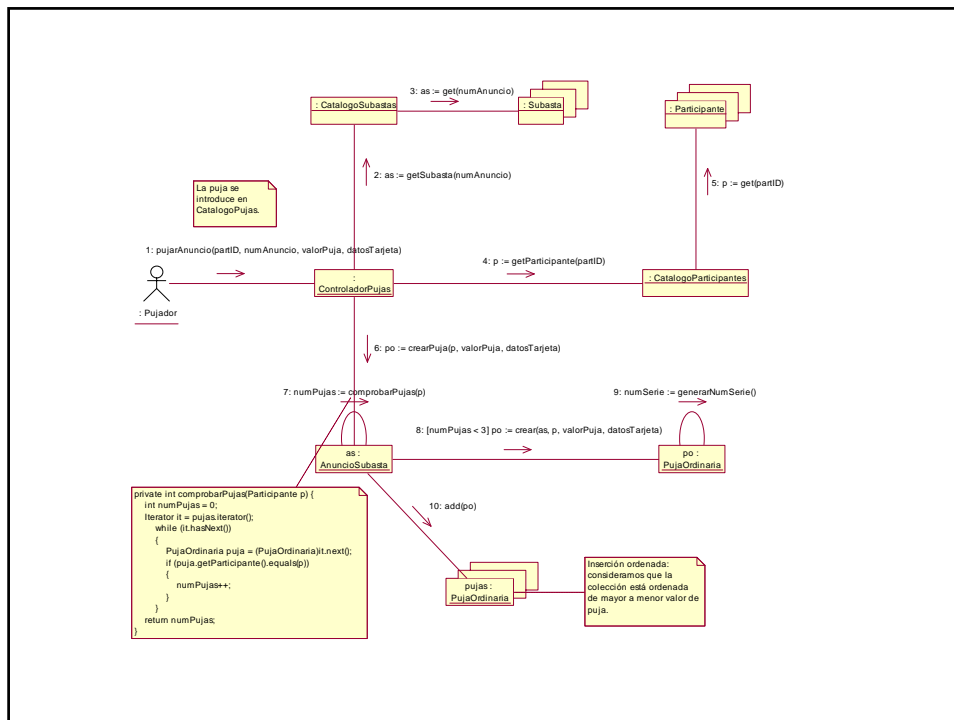 3: as := get(numAnuncio)
: CatalogoSubastas
: Subasta
: Participante
2: as := getSubasta(numAnuncio)
5: p := get(partID)
La puja se
introduce en
CatalogoPujas.
1: pujarAnuncio(partID, numAnuncio, valorPuja, datosTarjeta)
4: p := getParticipante(partID)
:
ControladorPujas
: CatalogoParticipantes
: Pujador
6: po := crearPuja(p, valorPuja, datosTarjeta)
7: numPujas := comprobarPujas(p)
9: numSerie := generarNumSerie()
8: [numPujas < 3] po := crear(as, p, valorPuja, datosTarjeta)
as :
AnuncioSubasta
po :
PujaOrdinaria
private int comprobarPujas(Participante p) {
int numPujas = 0;
Iterator it = pujas.iterator();
while (it.hasNext())
{
PujaOrdinaria puja = (PujaOrdinaria)it.next();
if (puja.getParticipante().equals(p))
{
numPujas++;
}
}
return numPujas;
}
10: add(po)
pujas :
PujaOrdinaria
Inserción ordenada:
consideramos que la
colección está ordenada
de mayor a menor valor de
puja.